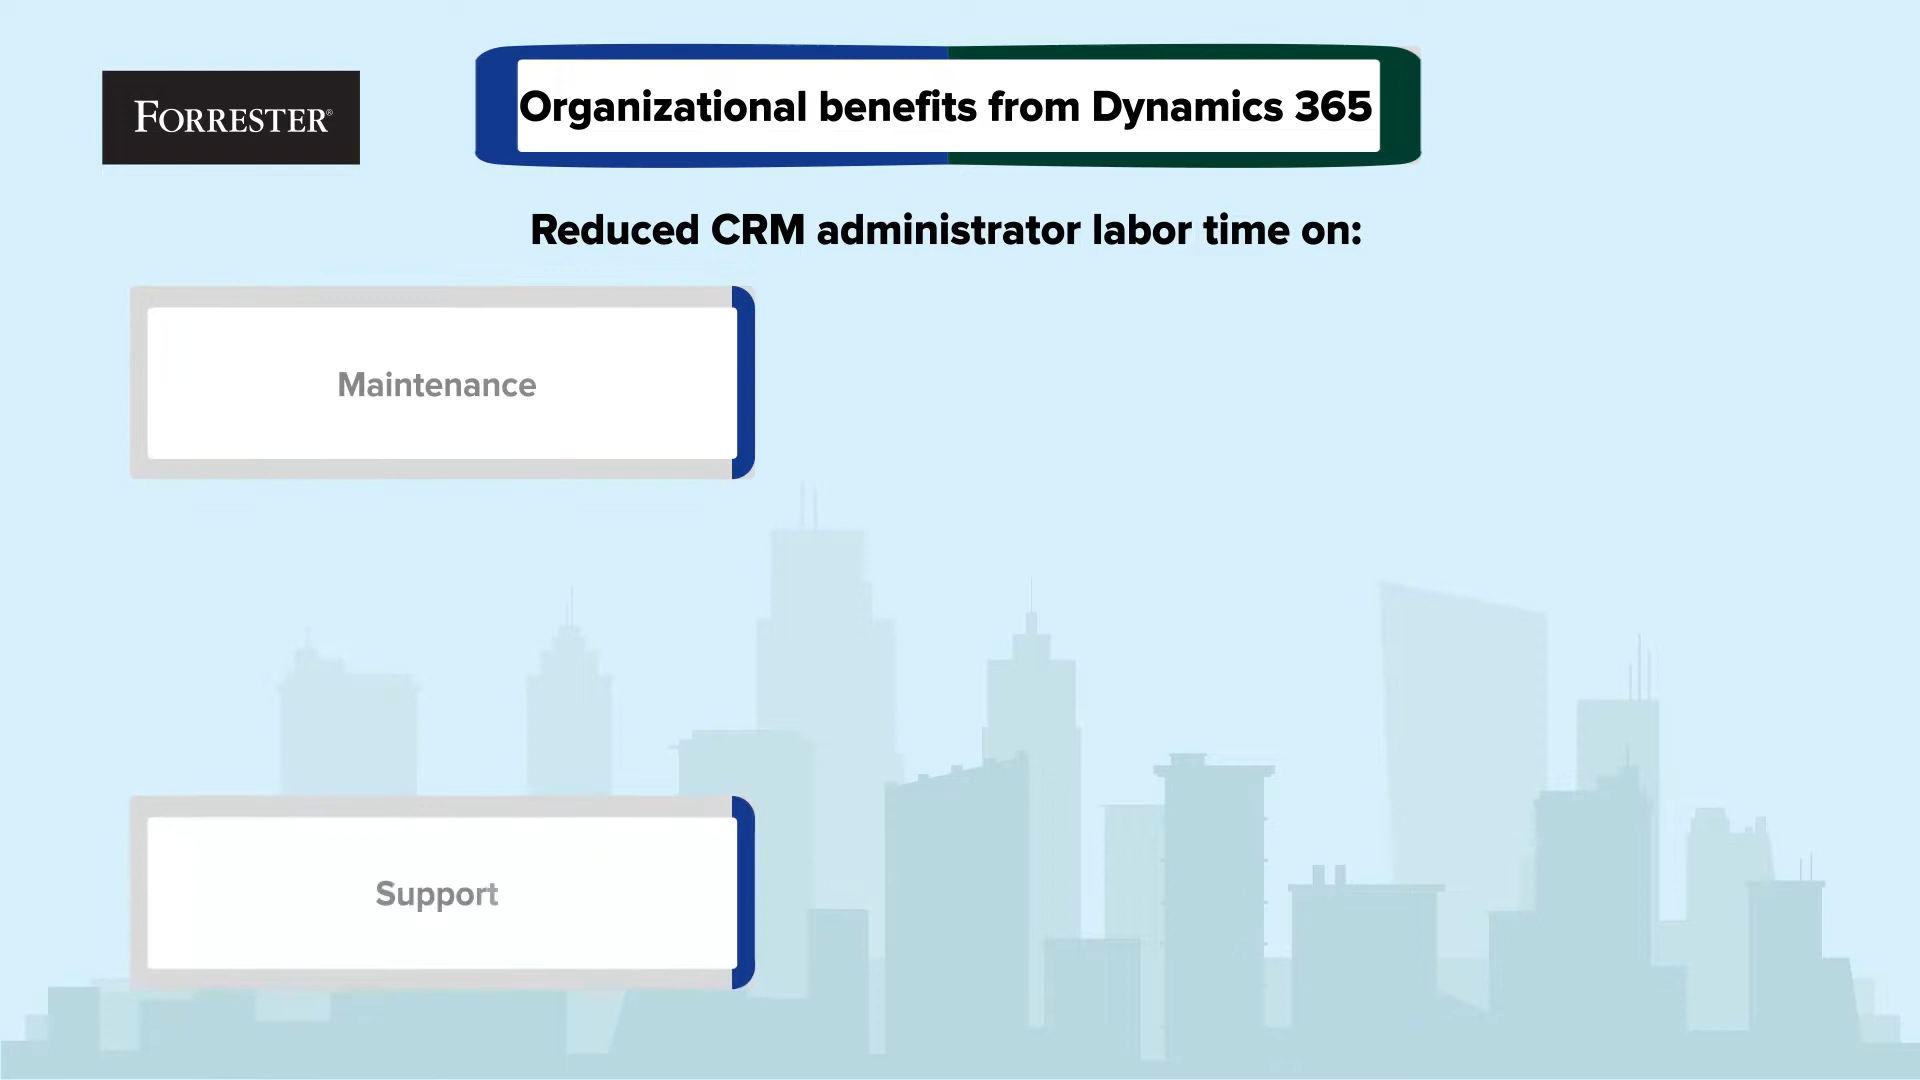 FORRESTER®
Organizational benefits from Dynamics 365
Reduced CRM administrator labor time on:
Maintenance
Support